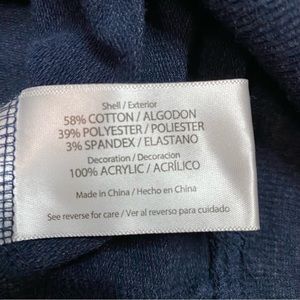 Shell / Exterior
58% COTTON / ALGODON
39% POLYESTER / POLIESTER
3% SPANDEX / ELASTANO
Decoration / Decoración
100% ACRYLIC / ACRÍLICO
Made in China / Hecho en China
See reverse for care / Ver al reverso para cuidado